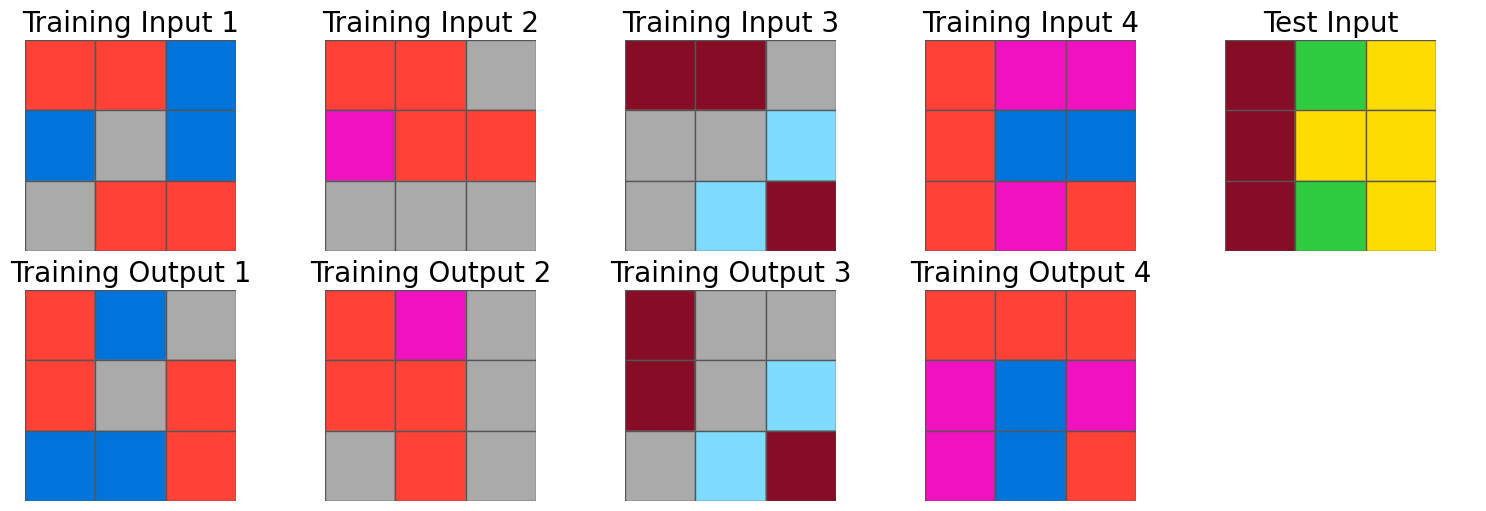 Training Input 1
Training Input 2
Training Input 3
Training Input 4
Test Input
Training Output 1
Training Output 2
Training Output 3
Training Output 4